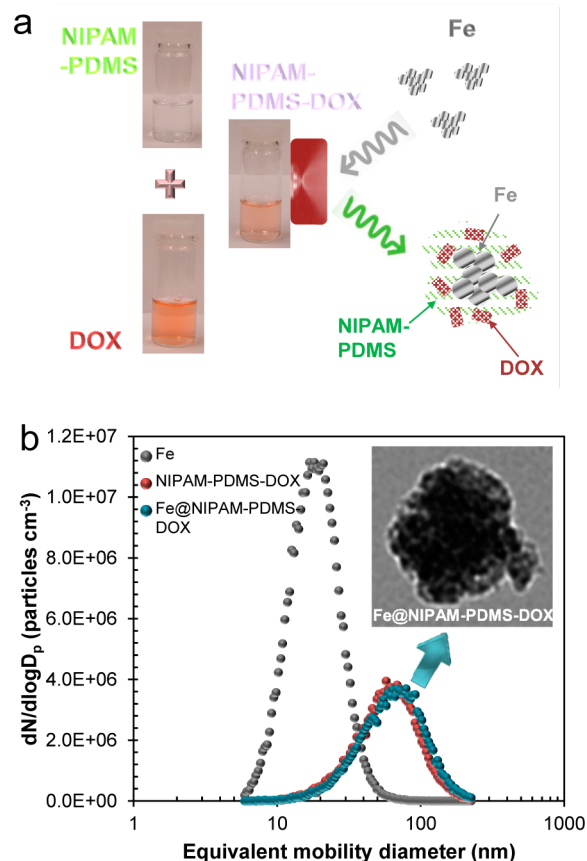 a
NIPAM
-PDMS
NIPAM-
PDMS-DOX
Fe
Fe
DOX
NIPAM-
PDMS
DOX
b
1.2E+07
1.0E+07
8.0E+06
6.0E+06
4.0E+06
2.0E+06
0.0E+00
dN/dlogDp (particles cm-3)
Fe
NIPAM-PDMS-DOX
Fe@NIPAM-PDMS-
DOX
Fe@NIPAM-PDMS-DOX
1
10
100
1000
Equivalent mobility diameter (nm)